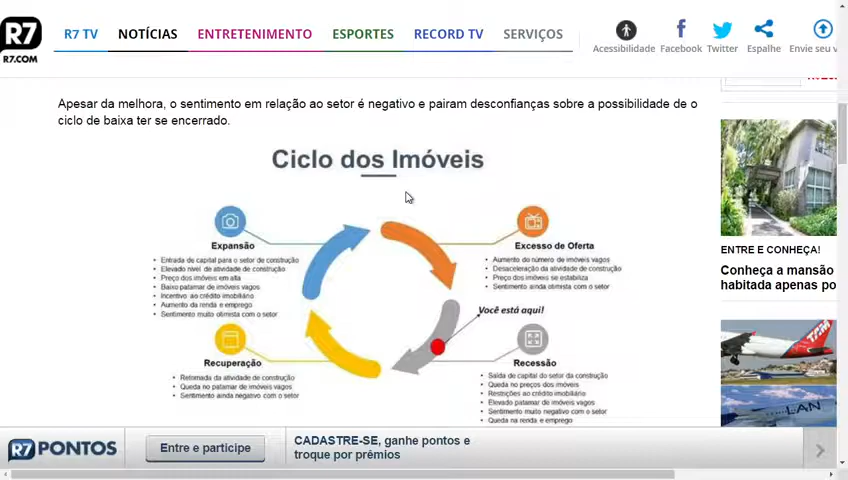 R7
R7.COM
R7 TV
NOTÍCIAS
ENTRETENIMENTO
ESPORTES
RECORD TV
SERVIÇOS
Acessibilidade
Facebook
Twitter
Espalhe
Envie seu
Apesar da melhora, o sentimento em relação ao setor é negativo e pairam desconfianças sobre a possibilidade de o
ciclo de baixa ter se encerrado.
Ciclo dos Imóveis
Expansão
Entrada de capital para o setor de construção
Elevado nível de atividade de construção
Preço dos imóveis em alta
Baixo patamar de imóveis vagos
Incentivo ao crédito imobiliário
Aumento da renda e emprego
Sentimento muito otimista com o setor
Excesso de Oferta
Aumento do número de imóveis vagos
Desaceleração da atividade de construção
Preço dos imóveis se estabiliza
Sentimento ainda otimista com o setor
Você está aqui!
Recuperação
Retomada da atividade de construção
Queda no patamar de imóveis vagos
Sentimento ainda negativo com o setor
Recessão
Saída de capital do setor da construção
Queda no preços dos imóveis
Restrições ao crédito imobiliário
Elevado patamar de imóveis vagos
Sentimento muito negativo com o setor
Queda na renda e emprego
ENTRE E CONHEÇA!
Conheça a mansão
habitada apenas po
TAM
LAN
R7 PONTOS
Entre e participe
CADASTRE-SE, ganhe pontos e
troque por prêmios